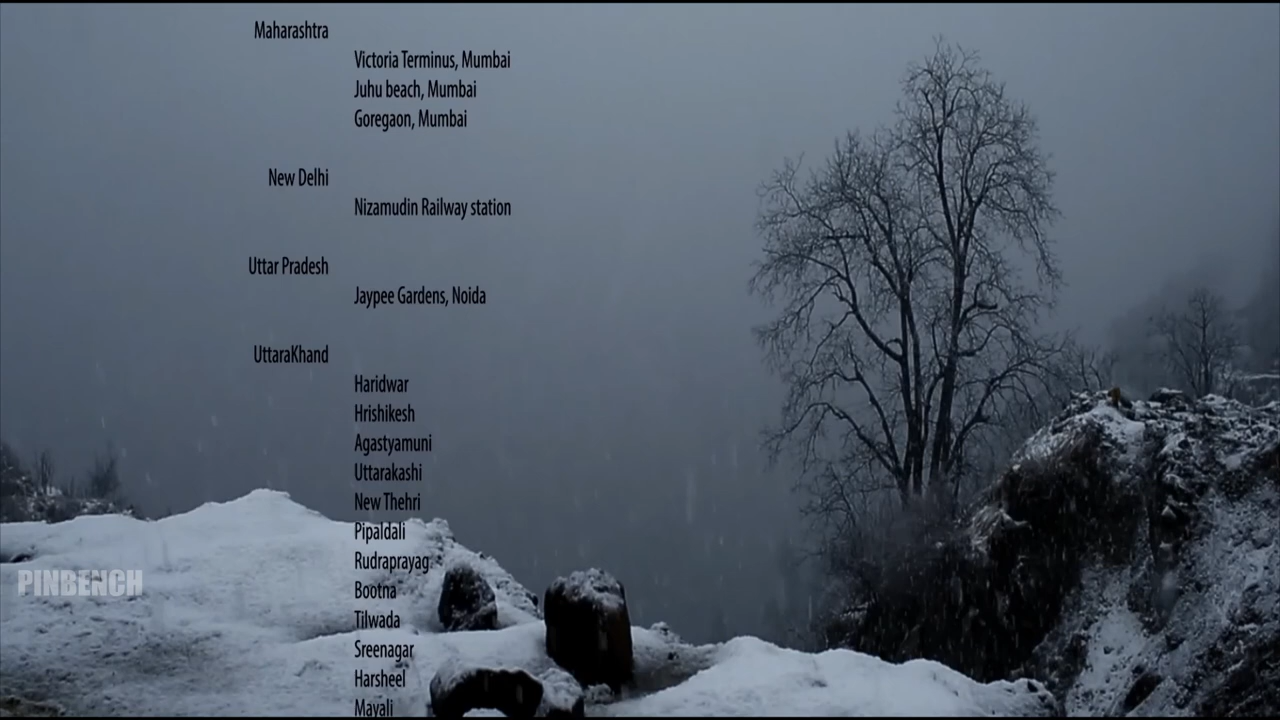 Maharashtra
Victoria Terminus, Mumbai
Juhu beach, Mumbai
Goregaon, Mumbai
New Delhi
Nizamudin Railway station
Uttar Pradesh
Jaypee Gardens, Noida
UttaraKhand
Haridwar
Hrishikesh
Agastyamuni
Uttarakashi
New Thehri
Pipaldali
Rudraprayag
PINBENCH
Bootna
Tilwada
Sreenagar
Harsheel
Mayali